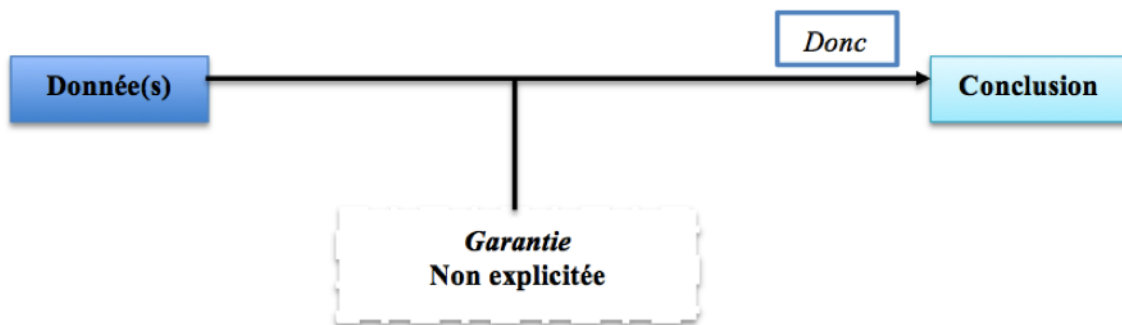 Donc
Donnée(s)
Conclusion
Garantie
Non explicitée